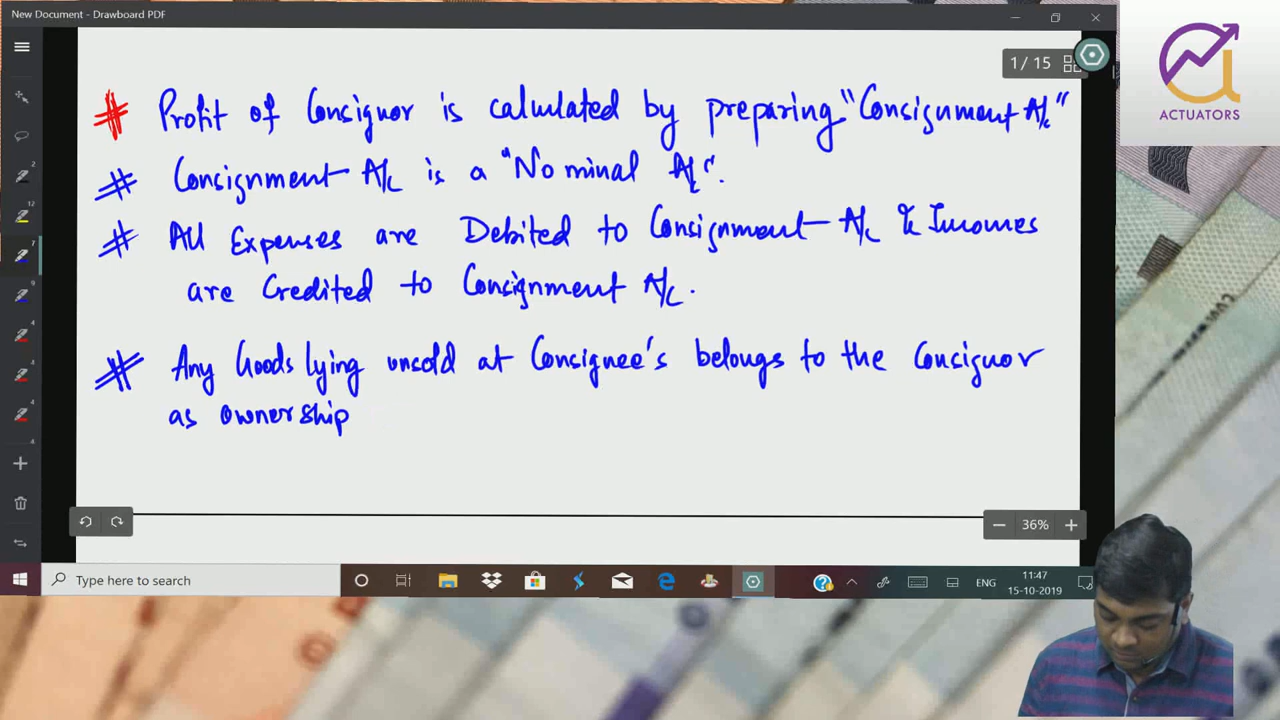 New Document - Drawboard PDF
1 / 15
ACTUATORS
# Profit of Consignor is calculated by preparing "Consignment A/c"
# Consignment A/c is a "Nominal A/c".
# All Expenses are Debited to Consignment A/c & Incomes
are Credited to Consignment A/c.
# Any Goods lying unsold at Consignee's belongs to the Consignor
as ownership
36%
Type here to search
ENG
11:47
15-10-2019